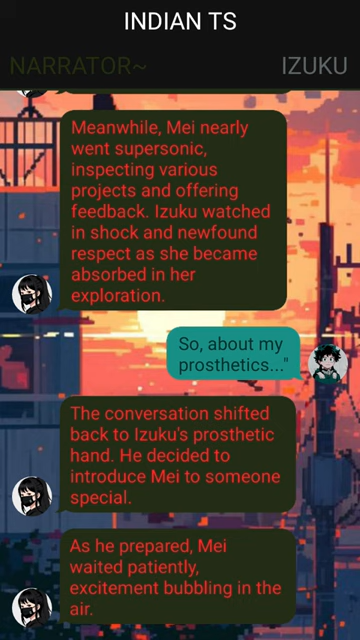 INDIAN TS
NARRATOR~
IZUKU
Meanwhile, Mei nearly
went supersonic,
inspecting various
projects and offering
feedback. Izuku watched
in shock and newfound
respect as she became
absorbed in her
exploration.
So, about my
prosthetics..."
The conversation shifted
back to Izuku's prosthetic
hand. He decided to
introduce Mei to someone
special.
As he prepared, Mei
waited patiently,
excitement bubbling in the
air.